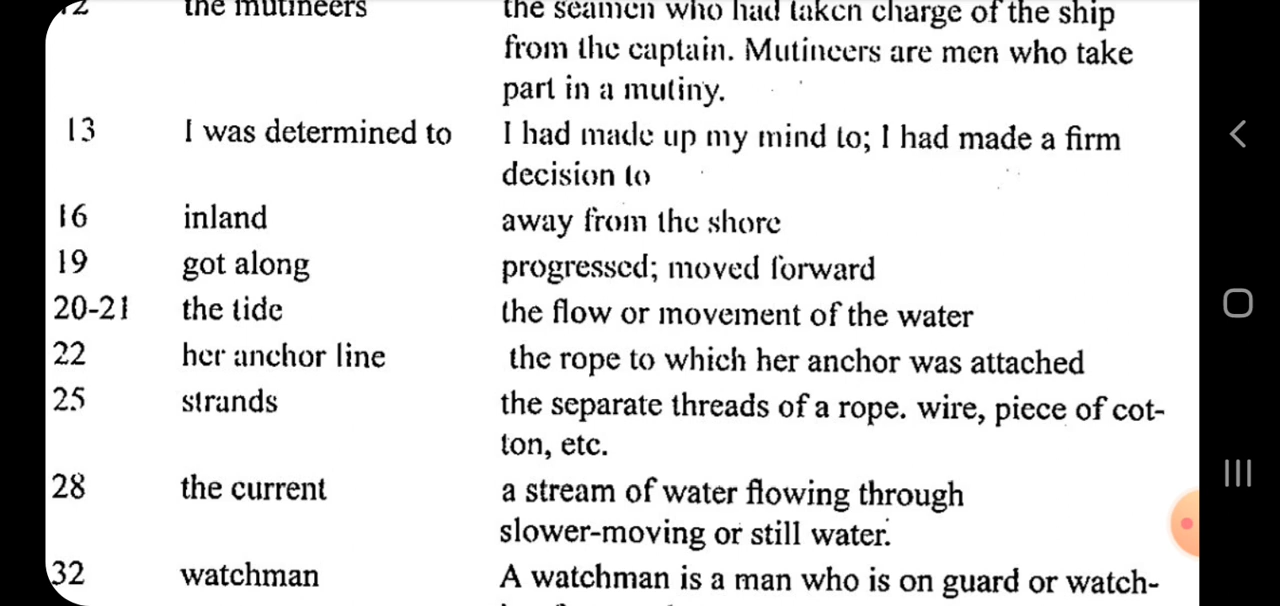 12 the mutineers the seamen who had taken charge of the ship
from the captain. Mutineers are men who take
part in a mutiny.
13 I was determined to I had made up my mind to; I had made a firm
decision to
16 inland away from the shore
19 got along progressed; moved forward
20-21 the tide the flow or movement of the water
22 her anchor line the rope to which her anchor was attached
25 strands the separate threads of a rope. wire, piece of cot-
ton, etc.
28 the current a stream of water flowing through
slower-moving or still water.
32 watchman A watchman is a man who is on guard or watch-